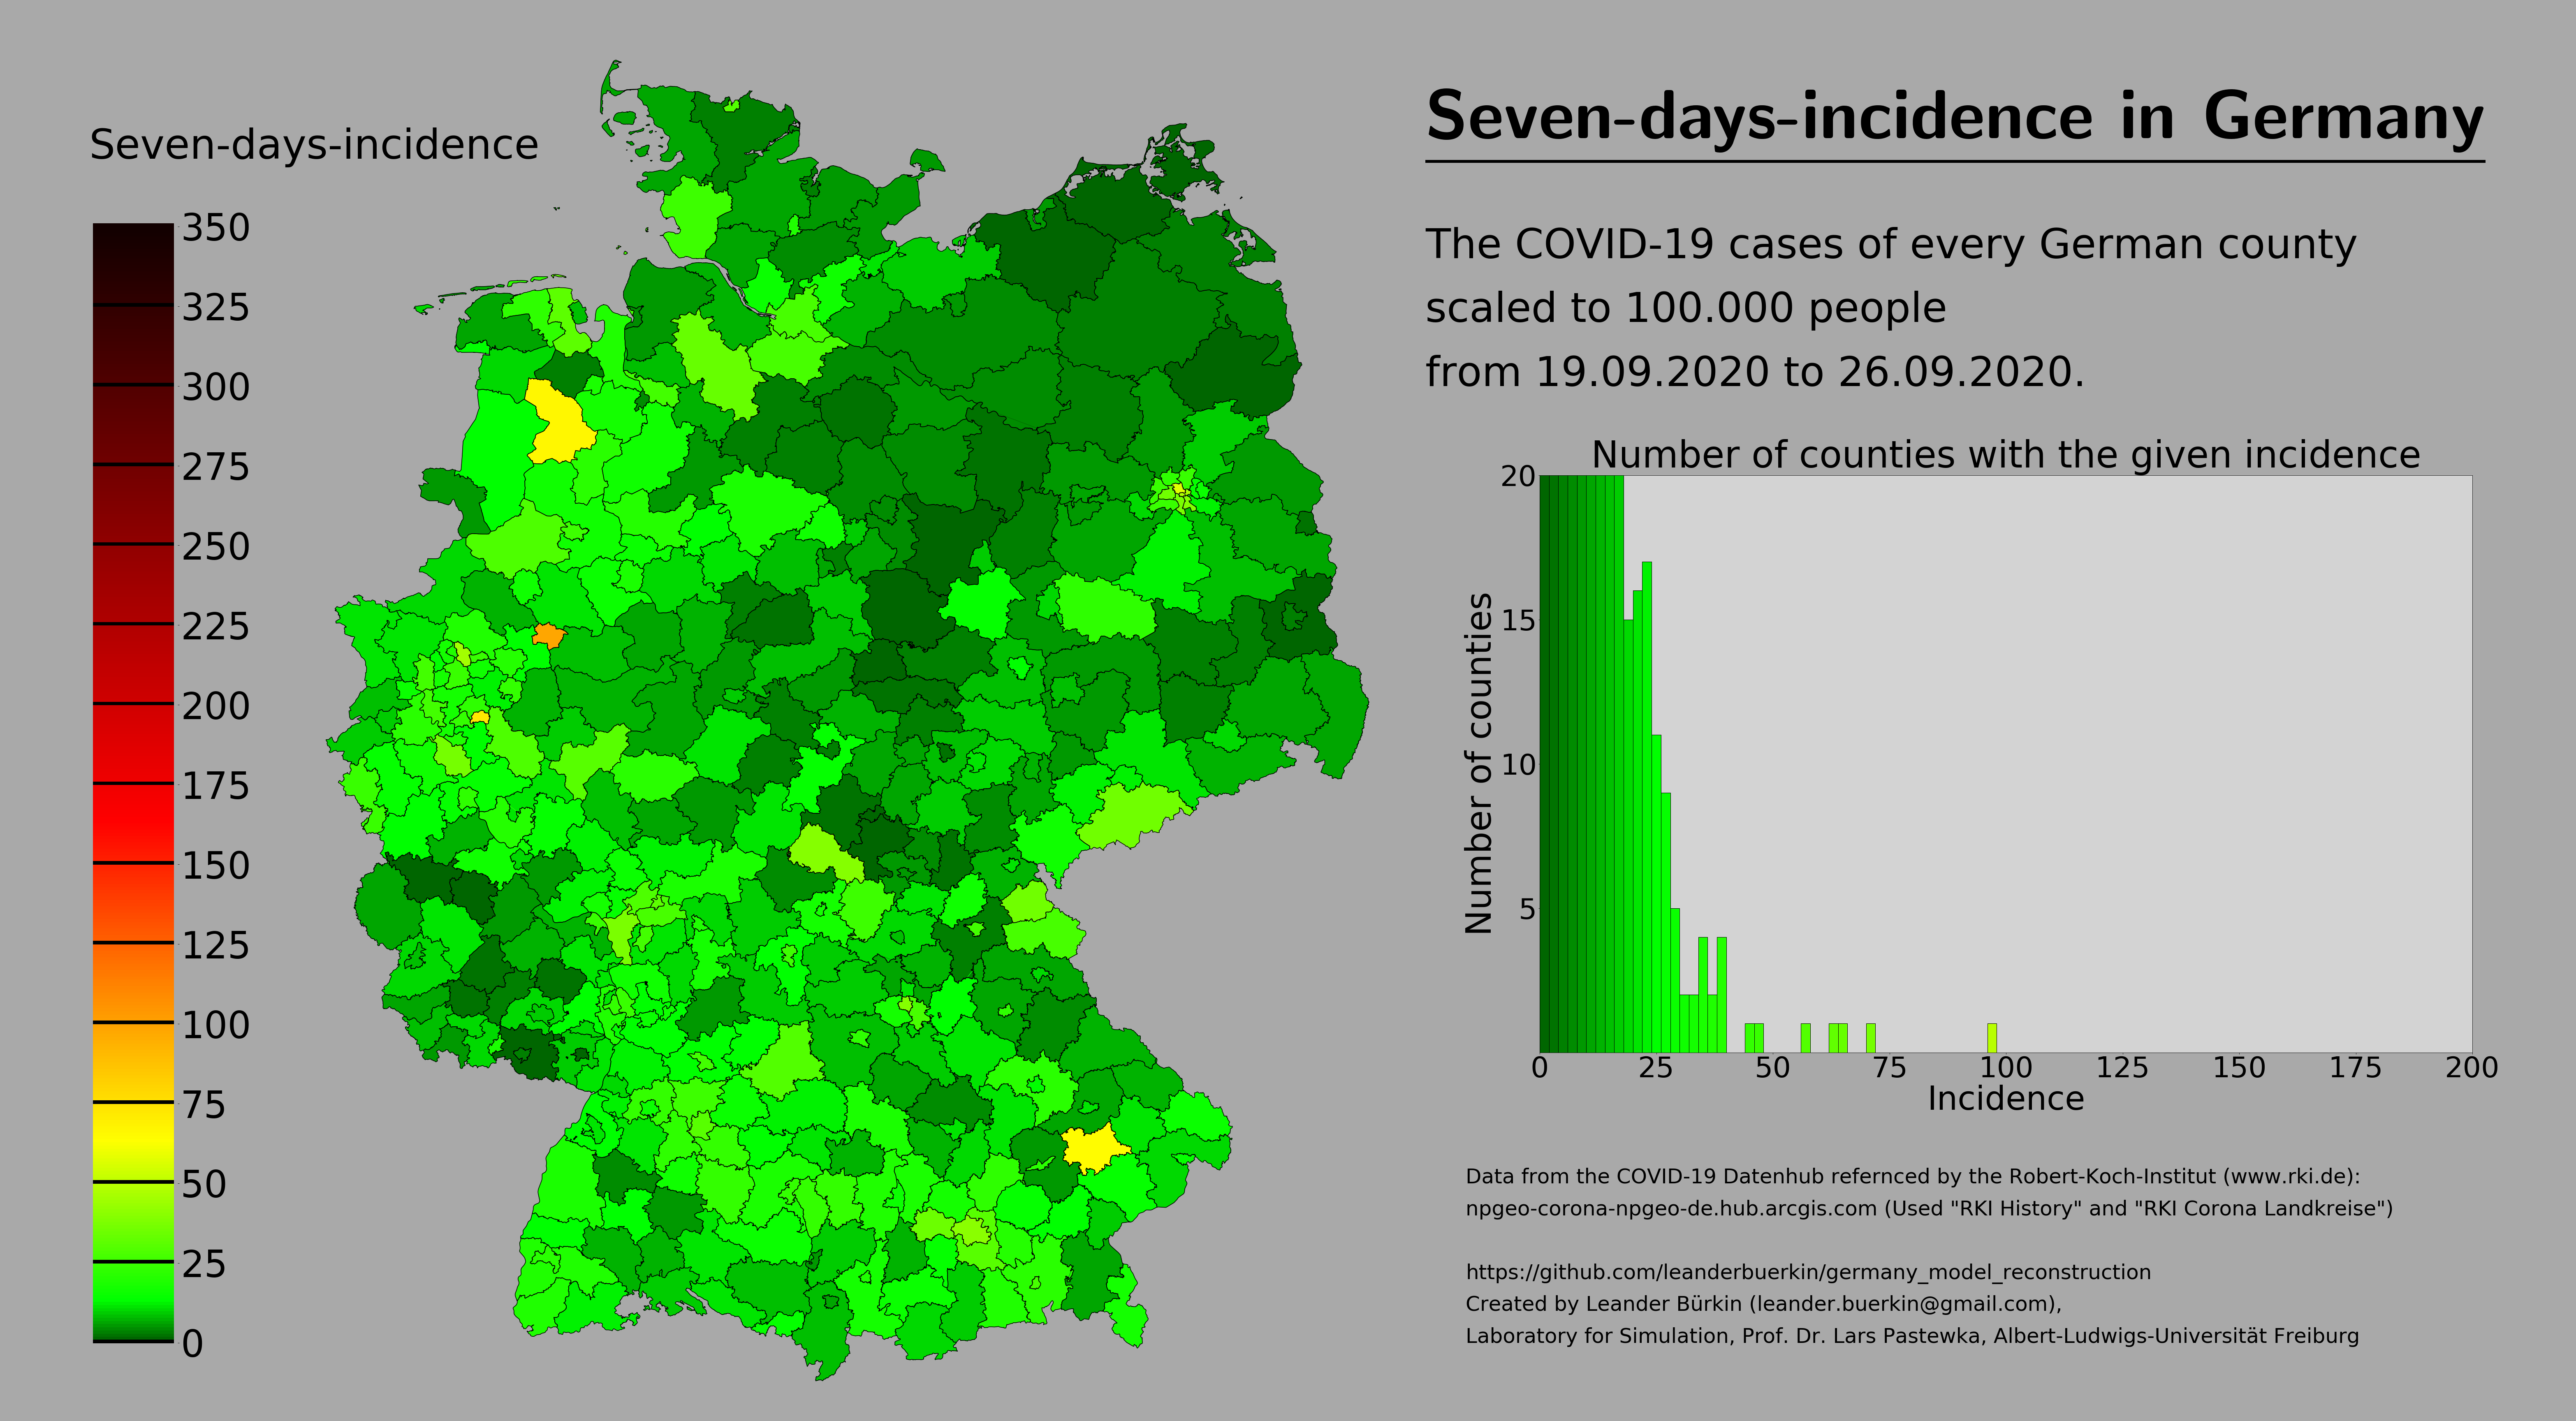 Seven-days-incidence in Germany
Seven-days-incidence
350
325
300
275
250
225
200
175
150
125
100
75
50
25
0
The COVID-19 cases of every German county
scaled to 100.000 people
from 19.09.2020 to 26.09.2020.
Number of counties with the given incidence
Number of counties
20
15
10
5
0 25 50 75 100 125 150 175 200
Incidence
Data from the COVID-19 Datenhub refernced by the Robert-Koch-Institut (www.rki.de):
npgeo-corona-npgeo-de.hub.arcgis.com (Used "RKI History" and "RKI Corona Landkreise")
https://github.com/leanderbuerkin/germany_model_reconstruction
Created by Leander Bürkin (leander.buerkin@gmail.com),
Laboratory for Simulation, Prof. Dr. Lars Pastewka, Albert-Ludwigs-Universität Freiburg